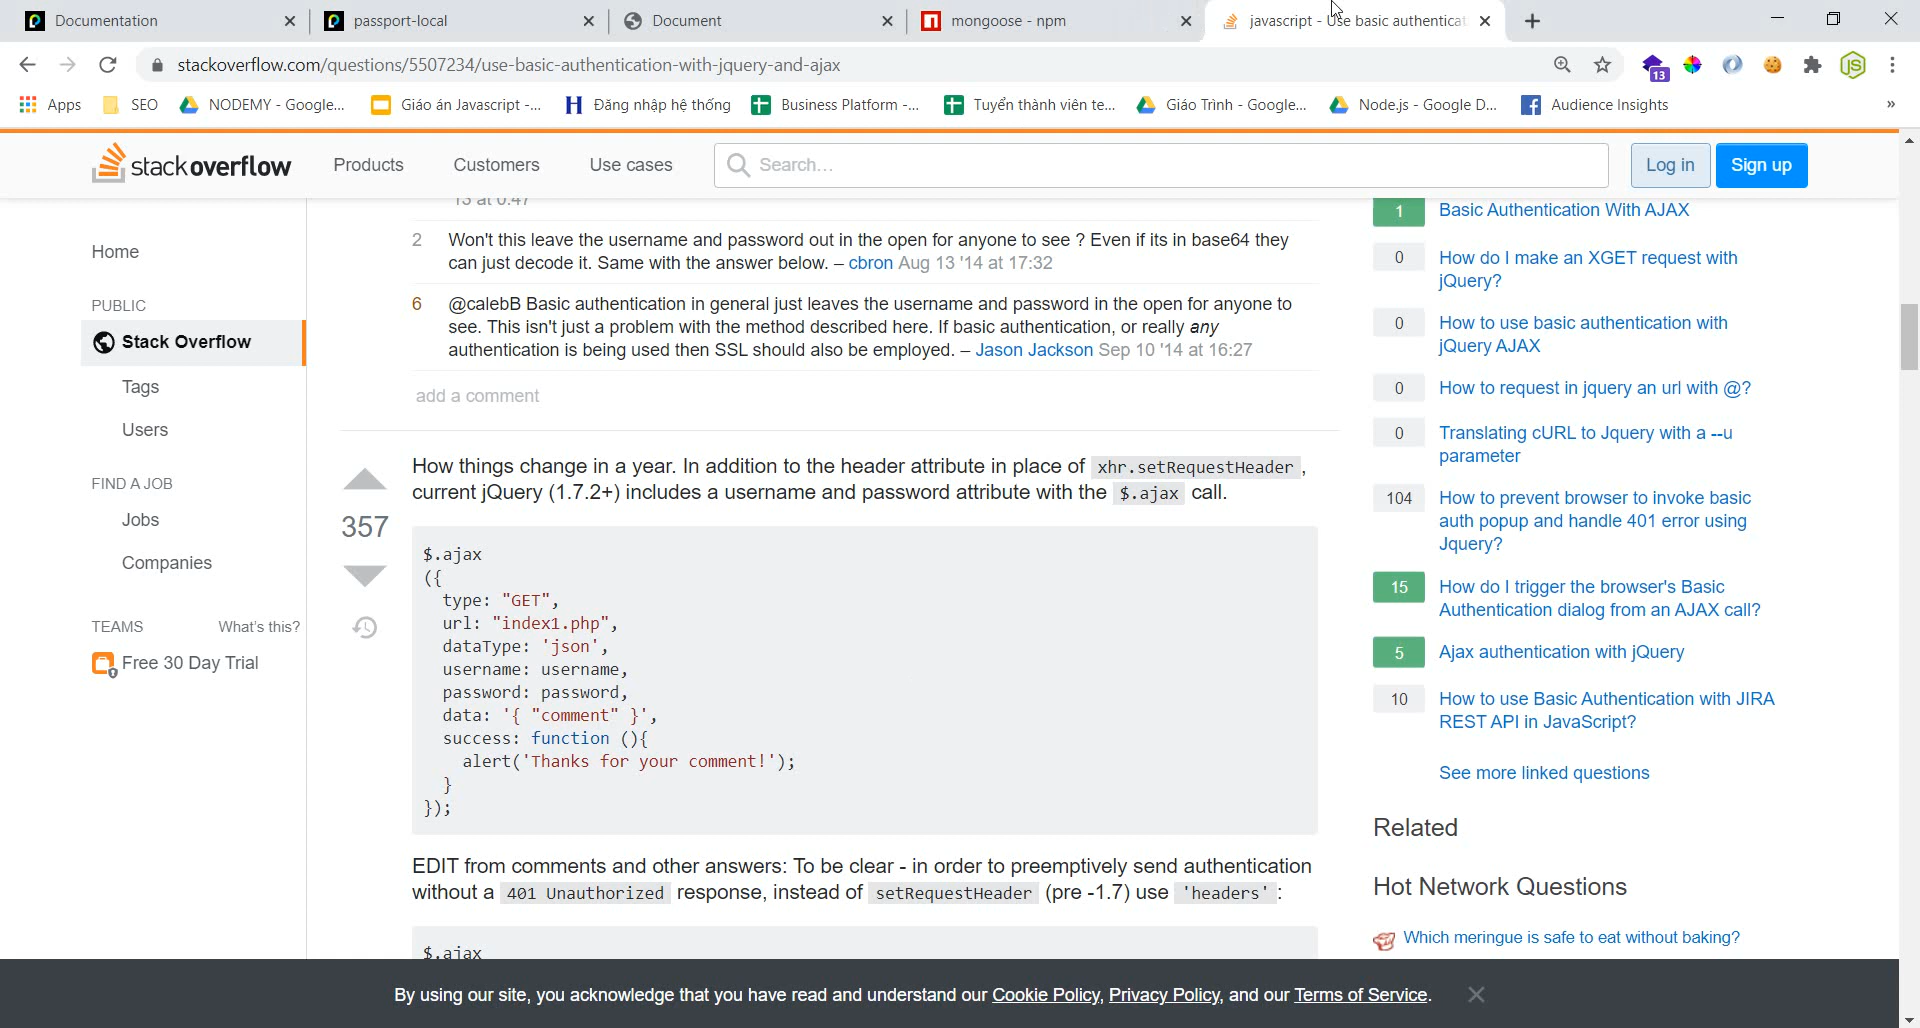 Documentation
passport-local
Document
mongoose - npm
javascript - Use basic authenticat
stackoverflow.com/questions/5507234/use-basic-authentication-with-jquery-and-ajax
13
Apps
SEO
NODEMY - Google...
Giáo án Javascript -...
Đăng nhập hệ thống
Business Platform -...
Tuyển thành viên te...
Giáo Trình - Google...
Node.js - Google D...
Audience Insights
»
stackoverflow
Products
Customers
Use cases
Search...
Log in
Sign up
Home
PUBLIC
Stack Overflow
Tags
Users
FIND A JOB
Jobs
Companies
TEAMS
What's this?
Free 30 Day Trial
13 at 0:47
2
Won't this leave the username and password out in the open for anyone to see ? Even if its in base64 they
can just decode it. Same with the answer below. – cbron Aug 13 '14 at 17:32
6
@calebB Basic authentication in general just leaves the username and password in the open for anyone to
see. This isn't just a problem with the method described here. If basic authentication, or really any
authentication is being used then SSL should also be employed. – Jason Jackson Sep 10 '14 at 16:27
add a comment
357
How things change in a year. In addition to the header attribute in place of xhr.setRequestHeader ,
current jQuery (1.7.2+) includes a username and password attribute with the $.ajax call.
$.ajax
({
type: "GET",
url: "index1.php",
dataType: 'json',
username: username,
password: password,
data: '{ "comment" }',
success: function (){
alert('Thanks for your comment!');
}
});
EDIT from comments and other answers: To be clear - in order to preemptively send authentication
without a 401 Unauthorized response, instead of setRequestHeader (pre -1.7) use 'headers' :
$.ajax
1
Basic Authentication With AJAX
0
How do I make an XGET request with
jQuery?
0
How to use basic authentication with
jQuery AJAX
0
How to request in jquery an url with @?
0
Translating cURL to Jquery with a --u
parameter
104
How to prevent browser to invoke basic
auth popup and handle 401 error using
Jquery?
15
How do I trigger the browser's Basic
Authentication dialog from an AJAX call?
5
Ajax authentication with jQuery
10
How to use Basic Authentication with JIRA
REST API in JavaScript?
See more linked questions
Related
Hot Network Questions
Which meringue is safe to eat without baking?
By using our site, you acknowledge that you have read and understand our Cookie Policy, Privacy Policy, and our Terms of Service.